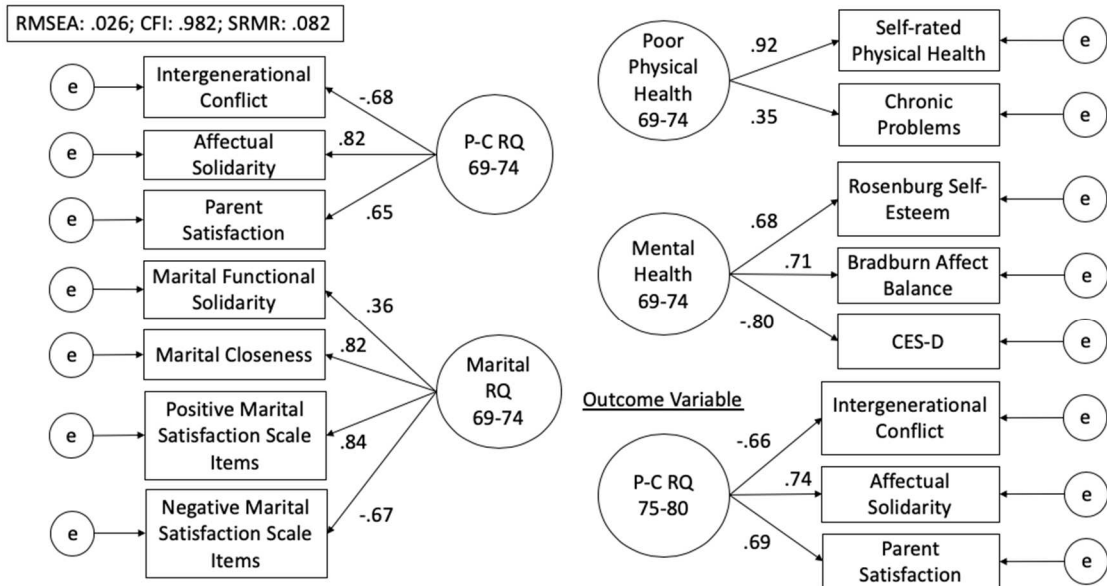 RMSEA: .026; CFI: .982; SRMR: .082
e
Intergenerational
Conflict
-.68
e
Affectual
Solidarity
.82
P-C RQ
69-74
e
Parent
Satisfaction
.65
e
Marital Functional
Solidarity
.36
e
Marital Closeness
.82
Marital
RQ
69-74
e
Positive Marital
Satisfaction Scale
Items
.84
e
Negative Marital
Satisfaction Scale
Items
-.67
Poor
Physical
Health
69-74
.92
Self-rated
Physical Health
e
.35
Chronic
Problems
e
Mental
Health
69-74
.68
Rosenburg Self-
Esteem
e
.71
Bradburn Affect
Balance
e
-.80
CES-D
e
Outcome Variable
P-C RQ
75-80
-.66
Intergenerational
Conflict
e
.74
Affectual
Solidarity
e
.69
Parent
Satisfaction
e